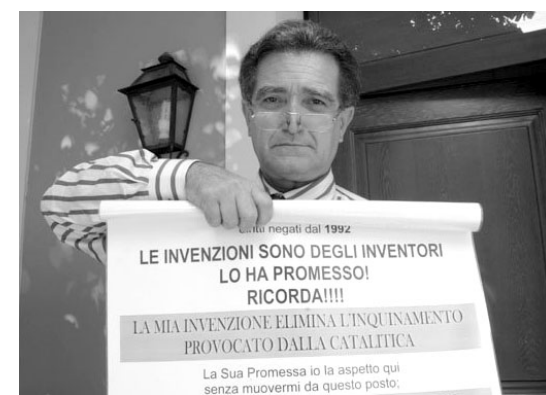 diritti negati dal 1992
LE INVENZIONI SONO DEGLI INVENTORI
LO HA PROMESSO!
RICORDA!!!!
LA MIA INVENZIONE ELIMINA L'INQUINAMENTO
PROVOCATO DALLA CATALITICA
La Sua Promessa io la aspetto qui
senza muovermi da questo posto;